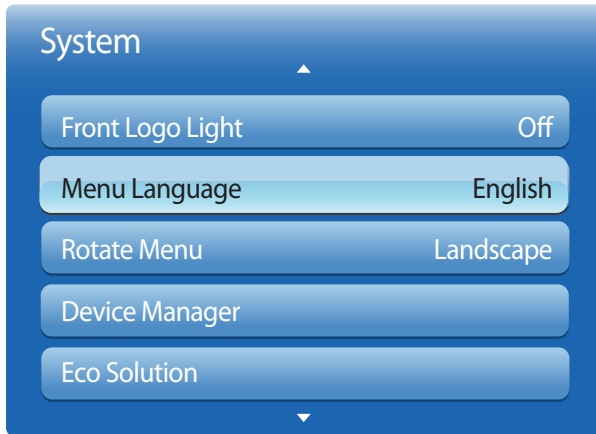 System
Front Logo Light Off
Menu Language English
Rotate Menu Landscape
Device Manager
Eco Solution